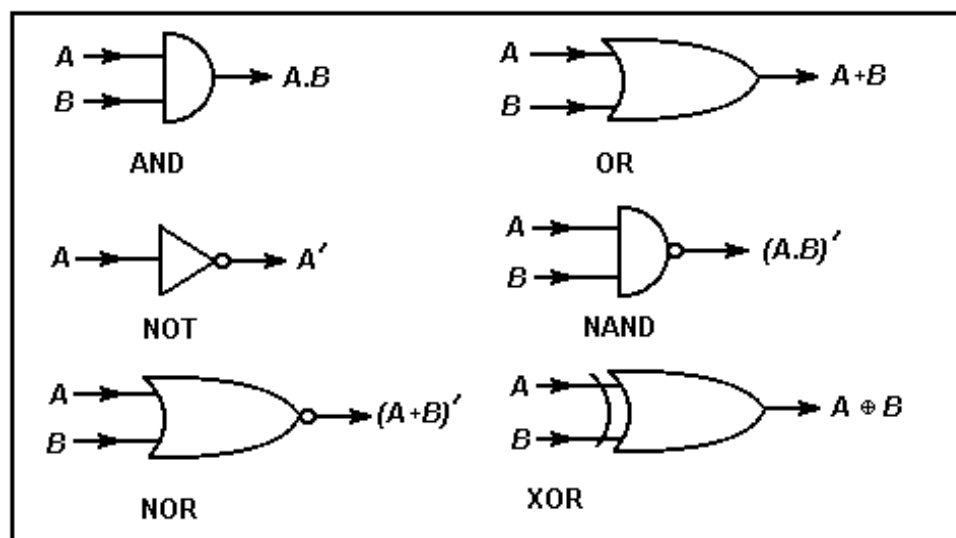 A
B
A.B
AND
A
B
A+B
OR
A
A′
NOT
A
B
(A.B)′
NAND
A
B
(A+B)′
NOR
A
B
A ⊕ B
XOR